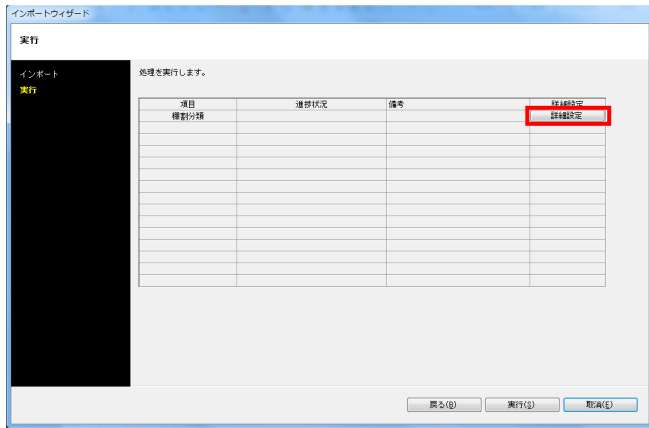 インポートウィザード
実行
インポート
実行
処理を実行します。
項目 進捗状況 備考 詳細設定
棚割分類 詳細設定
戻る(B) 実行(S) 取消(E)